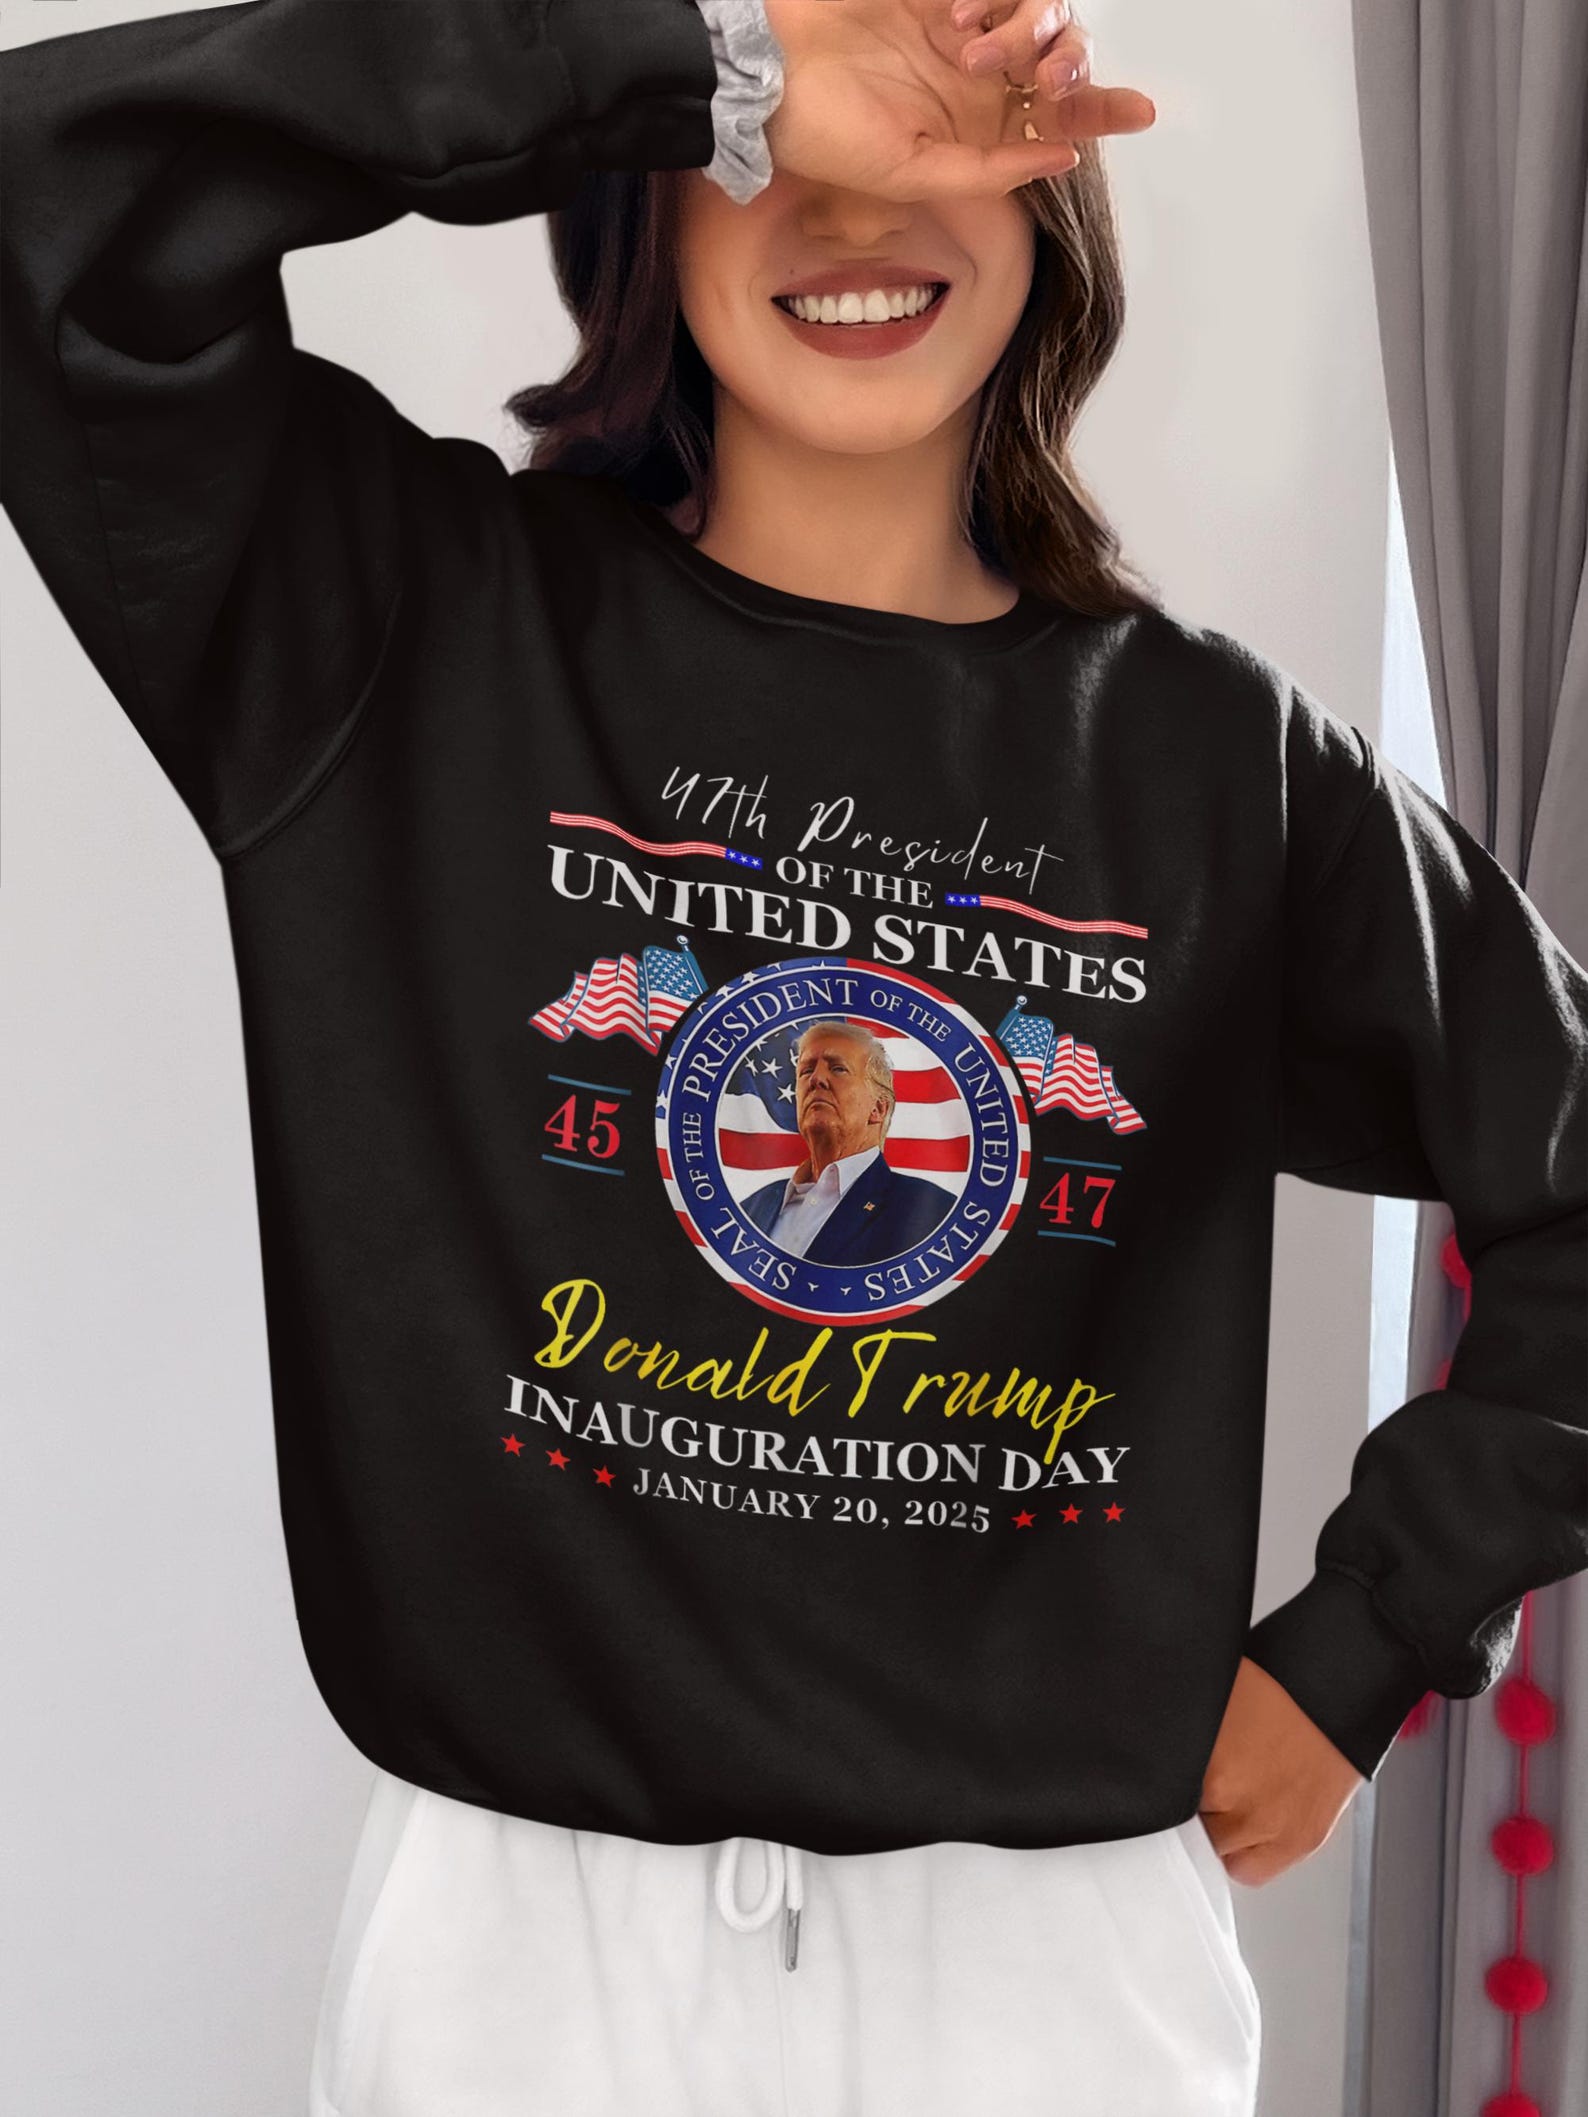 47th President
OF THE
UNITED STATES
SEAL OF THE PRESIDENT OF THE UNITED STATES
45
47
Donald Trump
INAUGURATION DAY
JANUARY 20, 2025